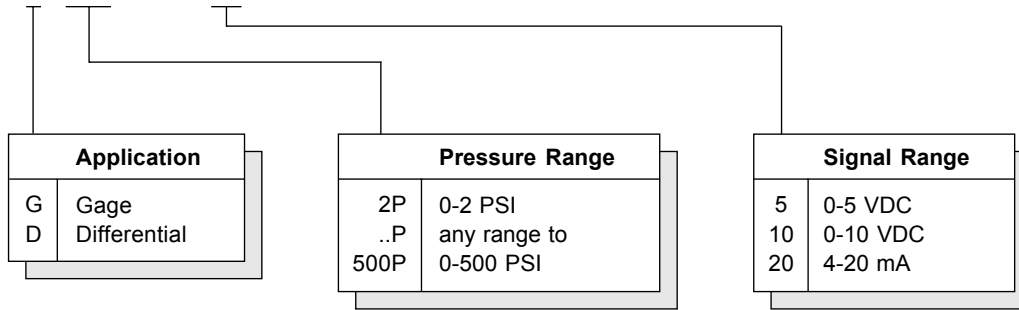 Application
G Gage
D Differential
Pressure Range
2P 0-2 PSI
..P any range to
500P 0-500 PSI
Signal Range
5 0-5 VDC
10 0-10 VDC
20 4-20 mA